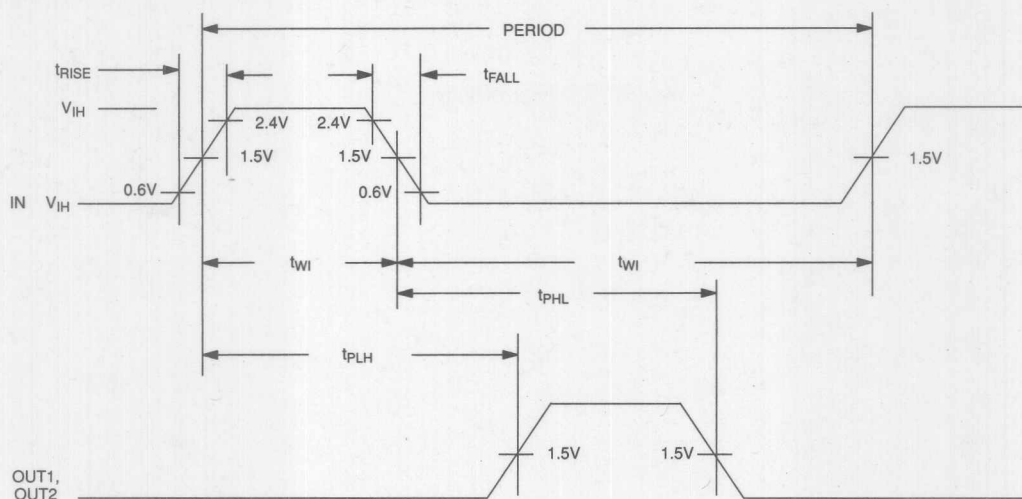 PERIOD
tRISE
tFALL
VIH
2.4V
2.4V
1.5V
1.5V
1.5V
0.6V
0.6V
IN VIH
tWI
tWI
tPHL
tPLH
1.5V
1.5V
OUT1,
OUT2